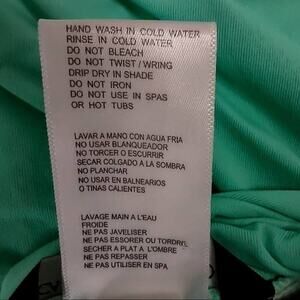 HAND WASH IN COLD WATER
RINSE IN COLD WATER
DO NOT BLEACH
DO NOT TWIST / WRING
DRIP DRY IN SHADE
DO NOT IRON
DO NOT USE IN SPAS
OR HOT TUBS
LAVAR A MANO CON AGUA FRIA
NO USAR BLANQUEADOR
NO TORCER O ESCURRIR
SECAR COLGADO A LA SOMBRA
NO PLANCHAR
NO USAR EN BALNEARIOS
O TINAS CALIENTES
LAVAGE MAIN A L'EAU
FROIDE
NE PAS JAVELISER
NE PAS ESSORER OU TORDRE
SECHER A PLAT A L'OMBRE
NE PAS REPASSER
NE PAS UTILISER EN SPA